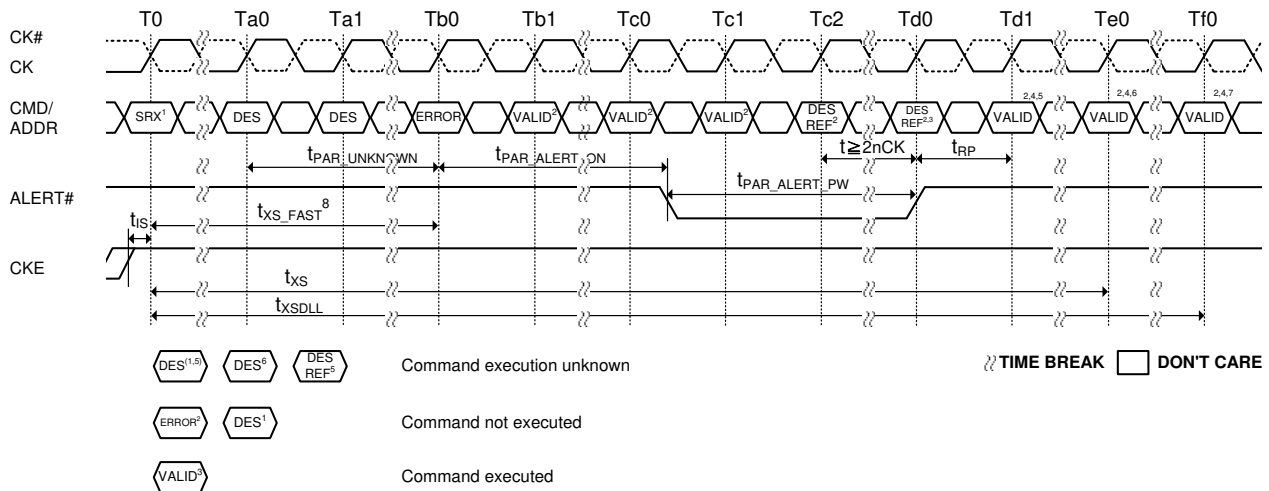 T0 Ta0 Ta1 Tb0 Tb1 Tc0 Tc1 Tc2 Td0 Td1 Te0 Tf0
CK#
CK
CMD/
ADDR
SRX1 DES DES ERROR VALID2 VALID2 VALID2 DES REF2 DES REF2,3 VALID 2,4,5 VALID 2,4,6 VALID 2,4,7
tPAR_UNKNOWN tPAR_ALERT_ON t≧2nCK tRP
tPAR_ALERT_PW
ALERT#
tIS tXS_FAST8
CKE
tXS
tXSDLL
DES(1,5) DES6 DES REF5 Command execution unknown TIME BREAK DON'T CARE
ERROR2 DES1 Command not executed
VALID3 Command executed